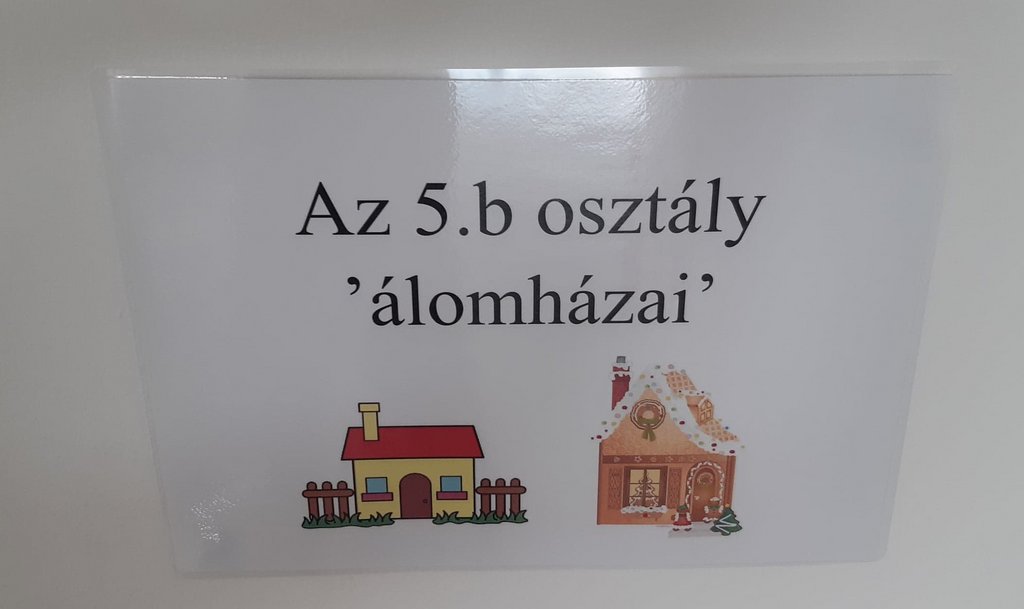 Az 5.b osztály
’álomházai’